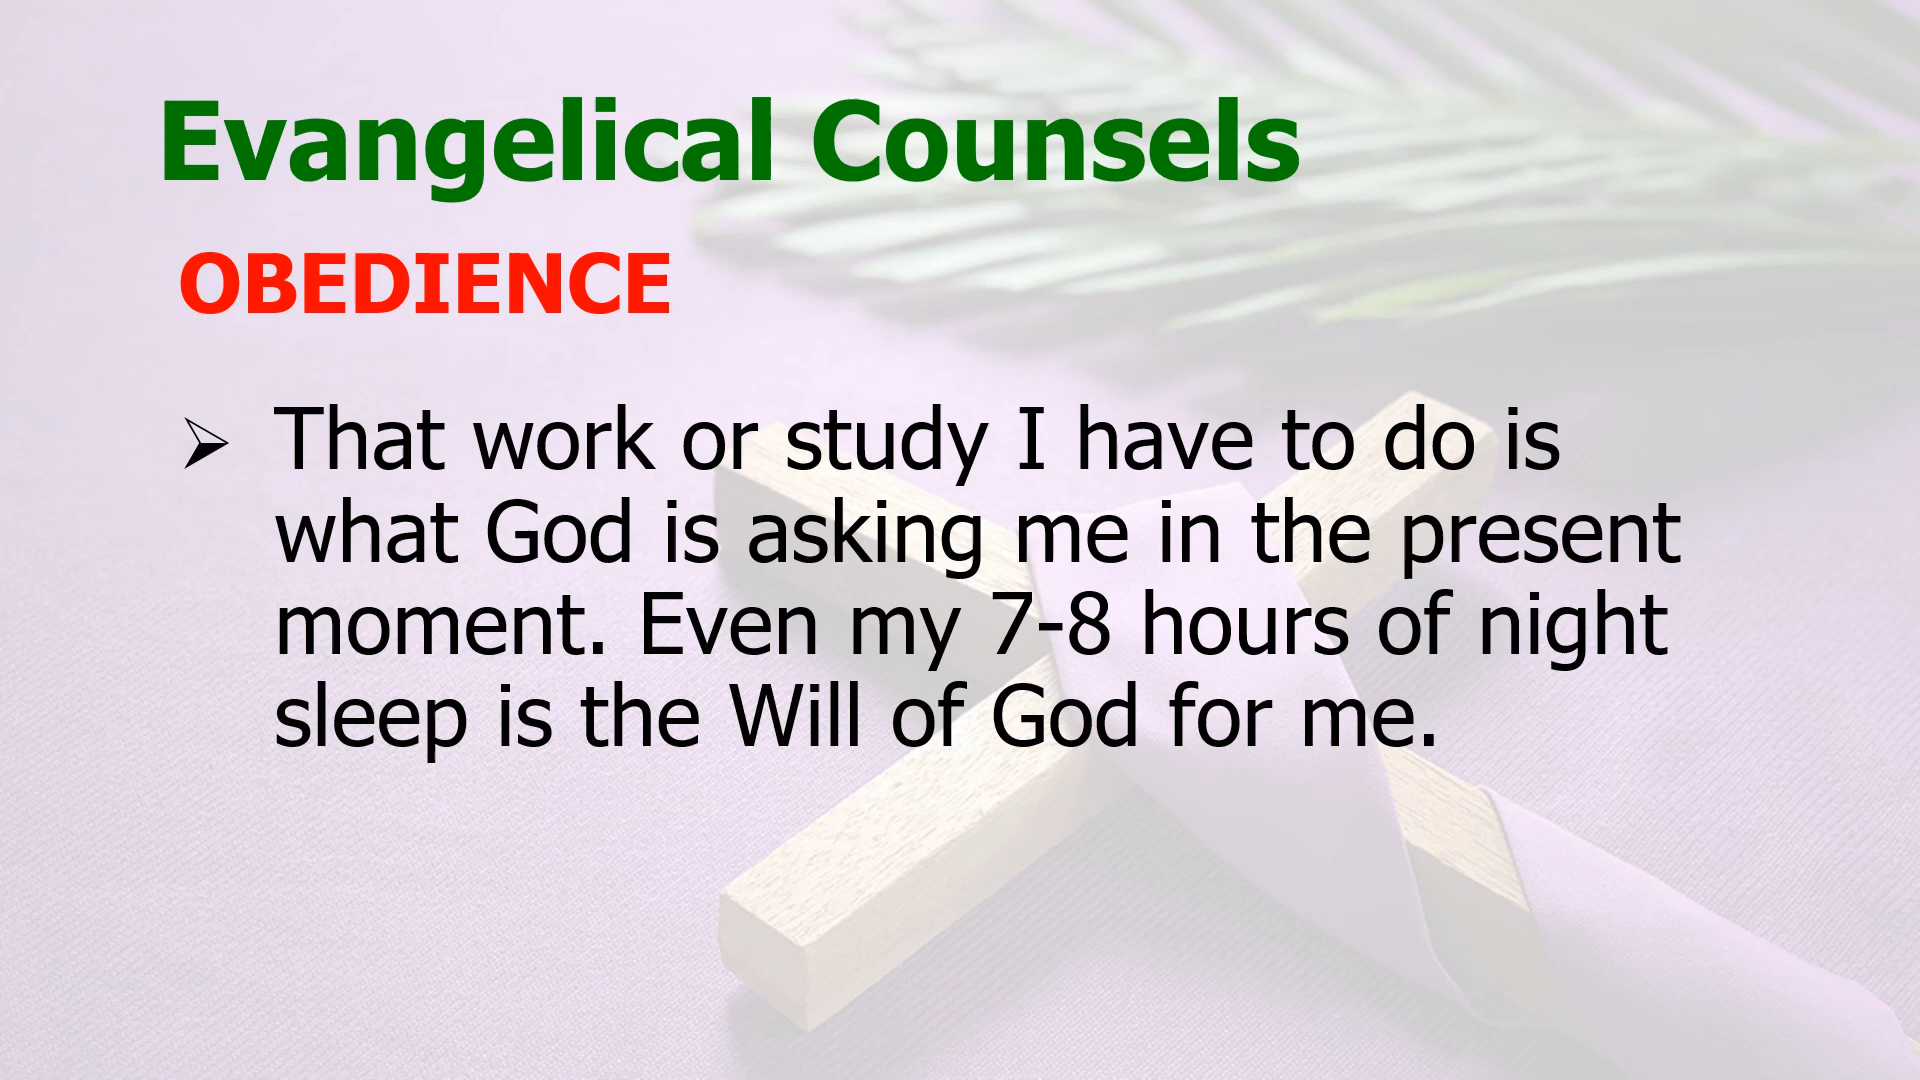 Evangelical Counsels
OBEDIENCE
➢ That work or study I have to do is
what God is asking me in the present
moment. Even my 7-8 hours of night
sleep is the Will of God for me.